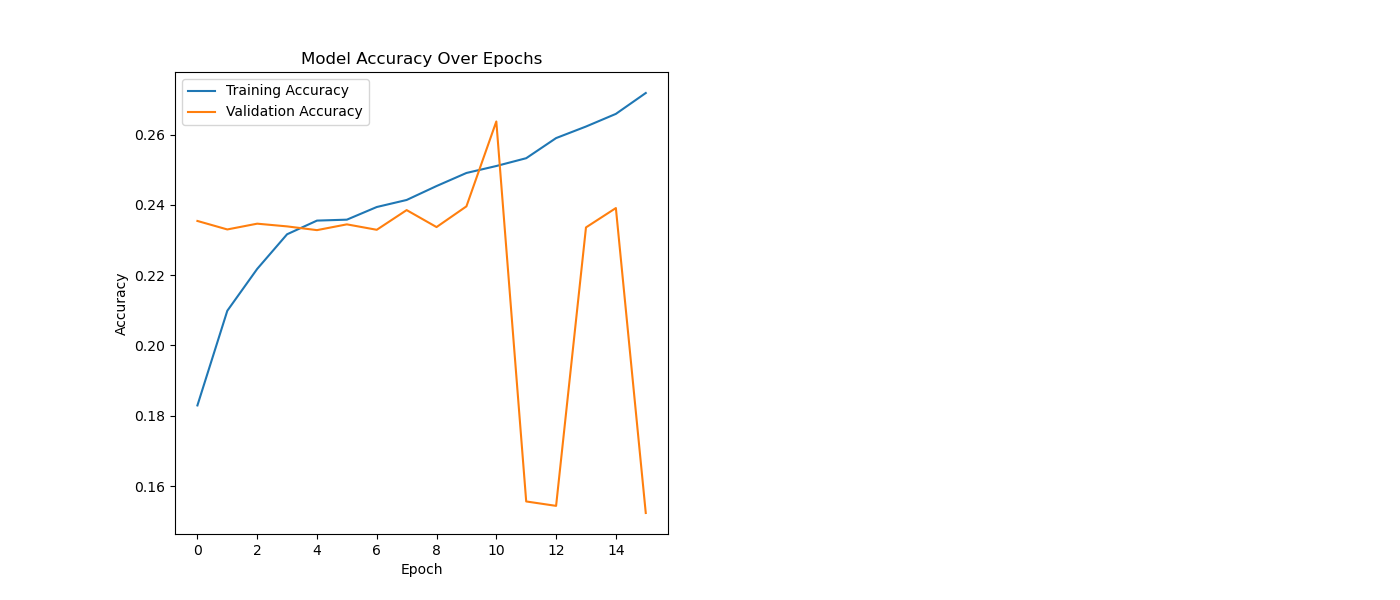 Model Accuracy Over Epochs
Training Accuracy
Validation Accuracy
Accuracy
0.26
0.24
0.22
0.20
0.18
0.16
0 2 4 6 8 10 12 14
Epoch